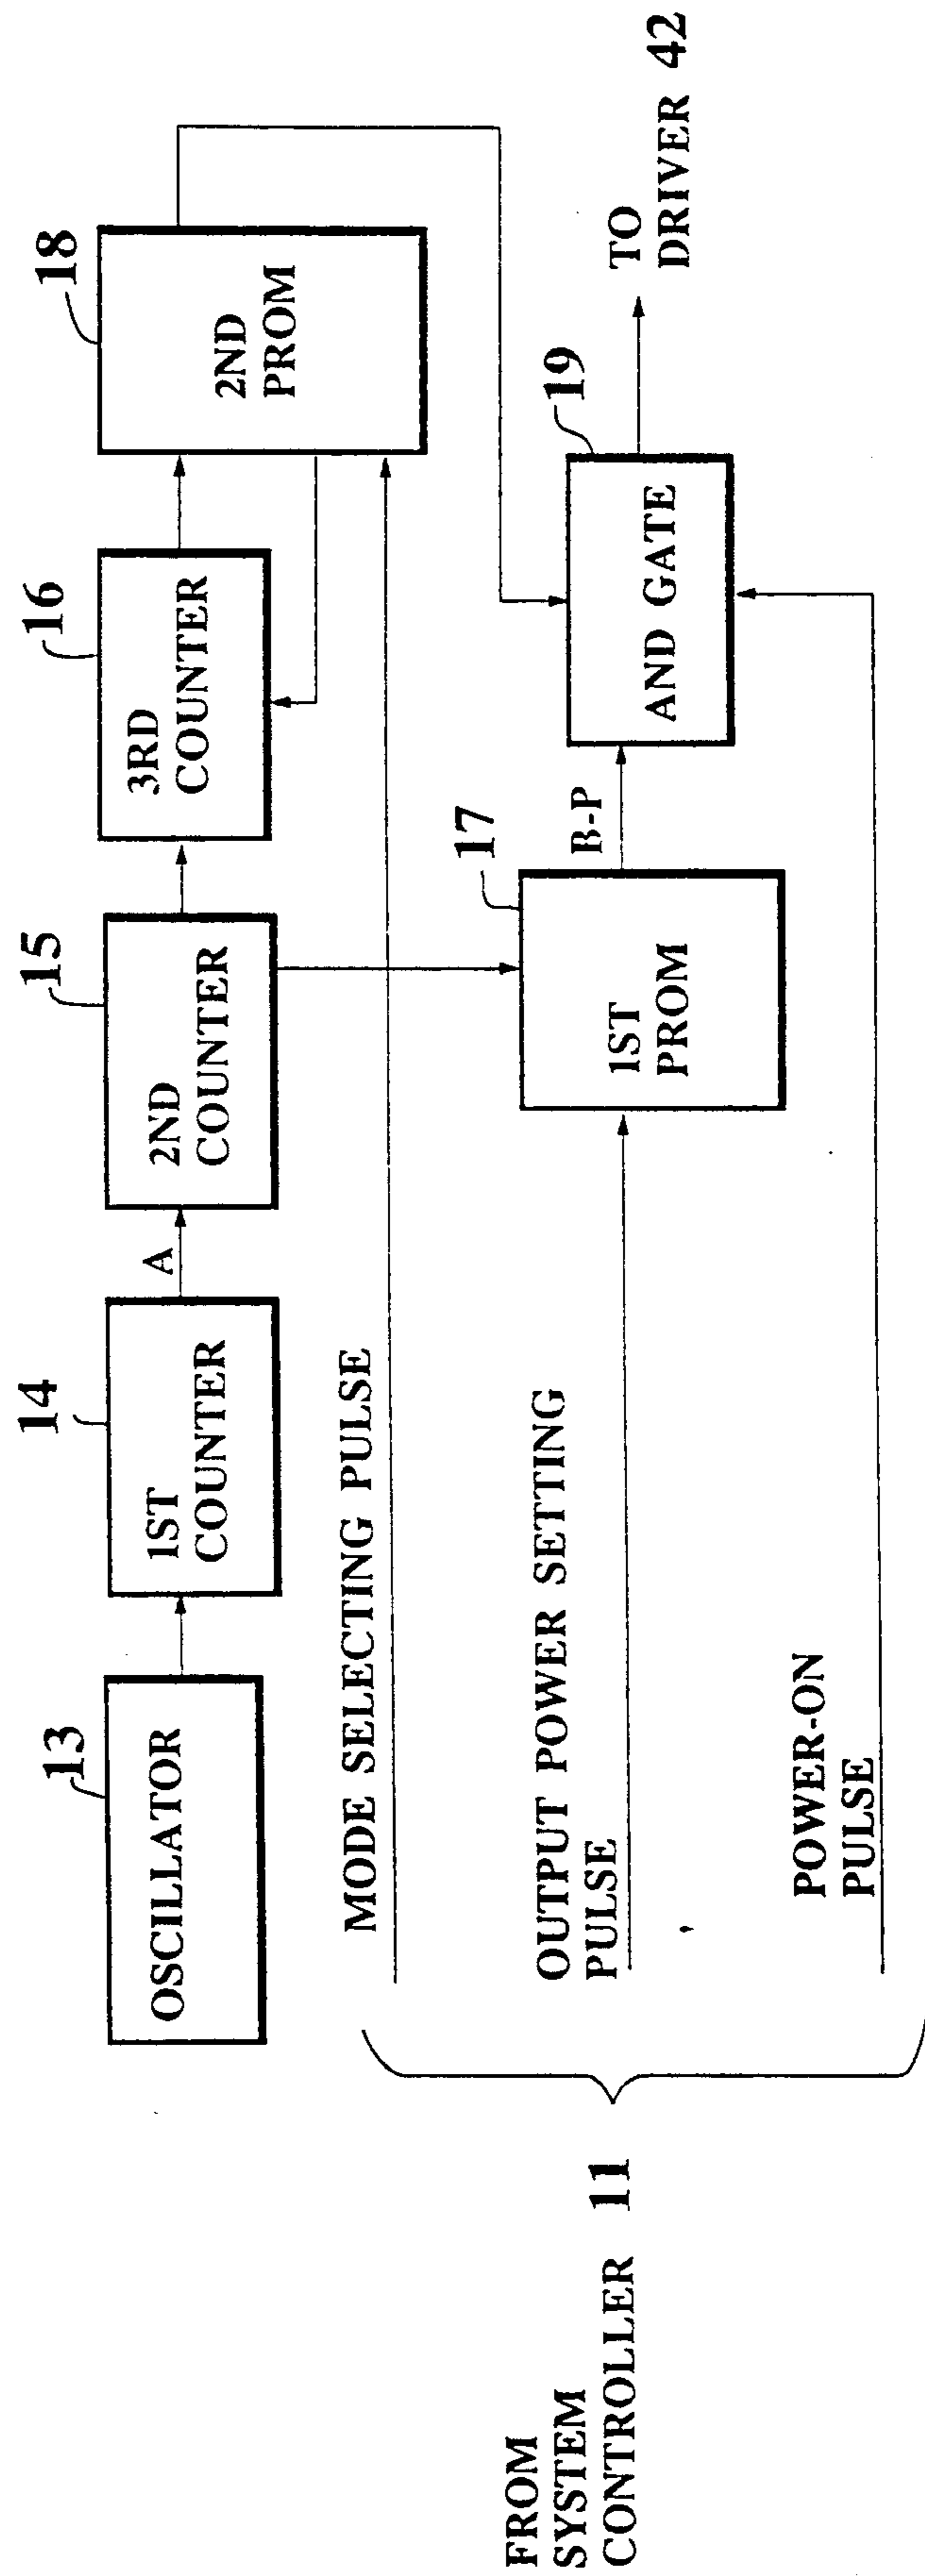 13
OSCILLATOR
14
1ST
COUNTER
A
15
2ND
COUNTER
16
3RD
COUNTER
18
2ND
PROM
MODE SELECTING PULSE
OUTPUT POWER SETTING
PULSE
17
1ST
PROM
B-P
19
AND GATE
TO
DRIVER 42
POWER-ON
PULSE
FROM
SYSTEM
CONTROLLER 11